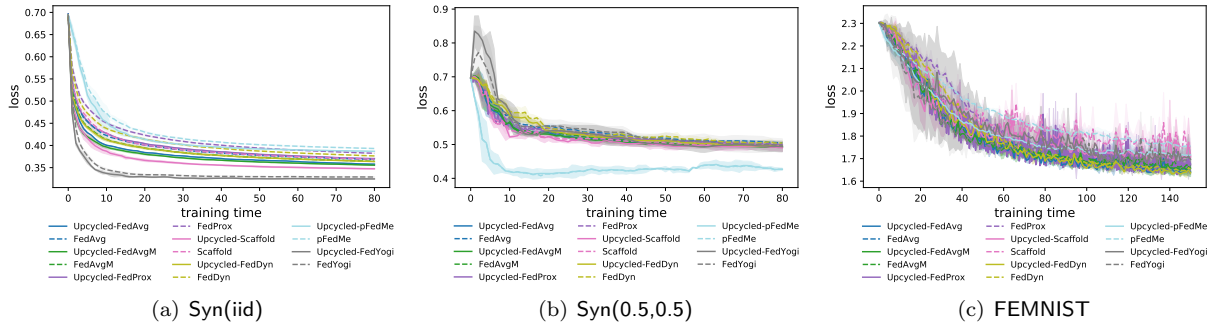 0.70
0.65
0.60
0.55
0.50
0.45
0.40
0.35
loss
0 10 20 30 40 50 60 70 80
training time
Upcycled-FedAvg
FedAvg
Upcycled-FedAvgM
FedAvgM
Upcycled-FedProx
FedProx
Upcycled-Scaffold
Scaffold
Upcycled-FedDyn
FedDyn
Upcycled-pFedMe
pFedMe
Upcycled-FedYogi
FedYogi
(a) Syn(iid)
0.9
0.8
0.7
0.6
0.5
0.4
loss
0 10 20 30 40 50 60 70 80
training time
Upcycled-FedAvg
FedAvg
Upcycled-FedAvgM
FedAvgM
Upcycled-FedProx
FedProx
Upcycled-Scaffold
Scaffold
Upcycled-FedDyn
FedDyn
Upcycled-pFedMe
pFedMe
Upcycled-FedYogi
FedYogi
(b) Syn(0.5,0.5)
2.3
2.2
2.1
2.0
1.9
1.8
1.7
1.6
loss
0 20 40 60 80 100 120 140
training time
Upcycled-FedAvg
FedAvg
Upcycled-FedAvgM
FedAvgM
Upcycled-FedProx
FedProx
Upcycled-Scaffold
Scaffold
Upcycled-FedDyn
FedDyn
Upcycled-pFedMe
pFedMe
Upcycled-FedYogi
FedYogi
(c) FEMNIST